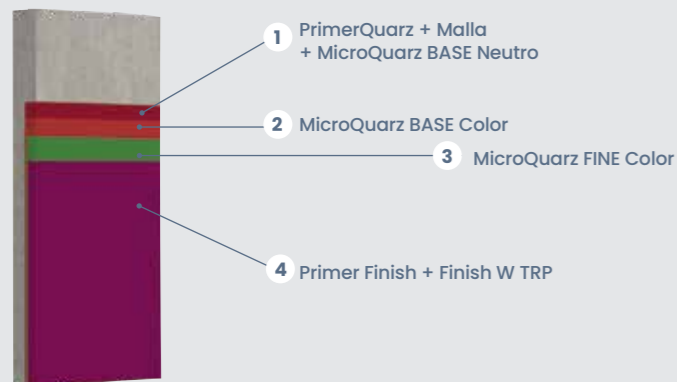 1 PrimerQuarz + Malla
+ MicroQuarz BASE Neutro
2 MicroQuarz BASE Color
3 MicroQuarz FINE Color
4 Primer Finish + Finish W TRP